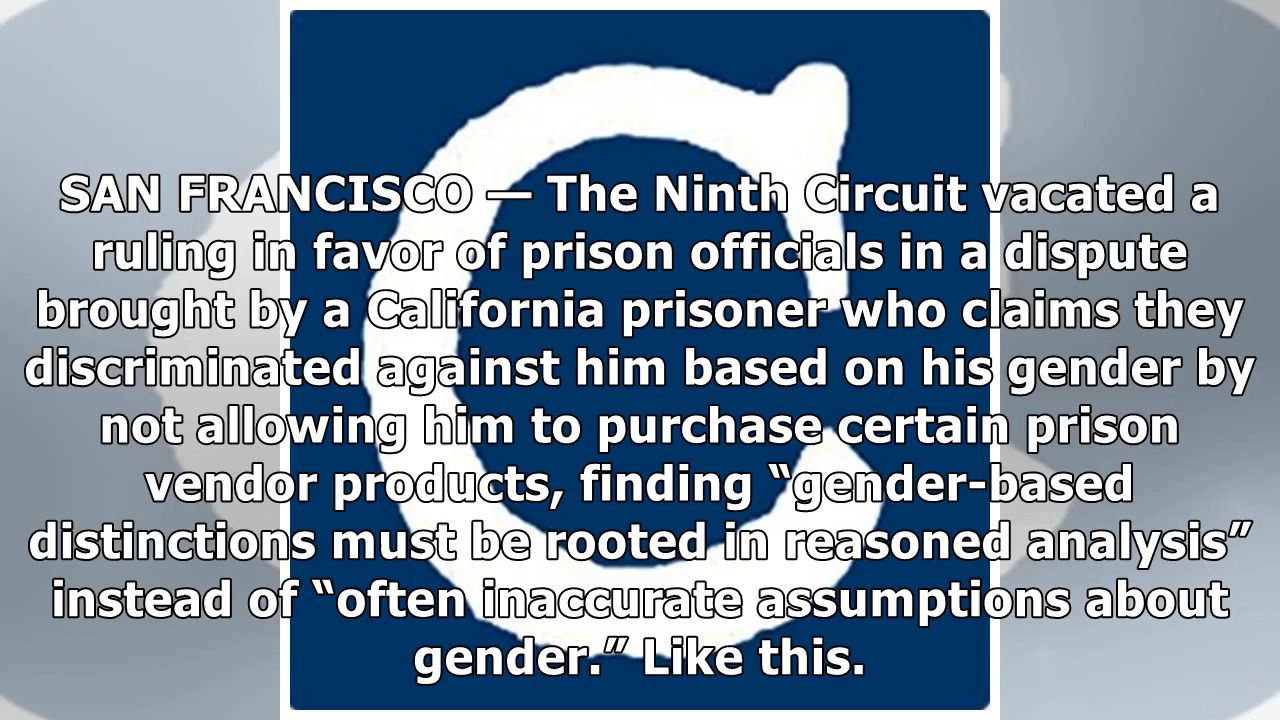 SAN FRANCISCO — The Ninth Circuit vacated a
ruling in favor of prison officials in a dispute
brought by a California prisoner who claims they
discriminated against him based on his gender by
not allowing him to purchase certain prison
vendor products, finding “gender-based
distinctions must be rooted in reasoned analysis”
instead of “often inaccurate assumptions about
gender.” Like this.
C